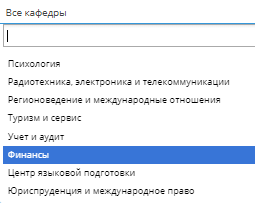 Все кафедры
Психология
Радиотехника, электроника и телекоммуникации
Регионоведение и международные отношения
Туризм и сервис
Учет и аудит
Финансы
Центр языковой подготовки
Юриспруденция и международное право